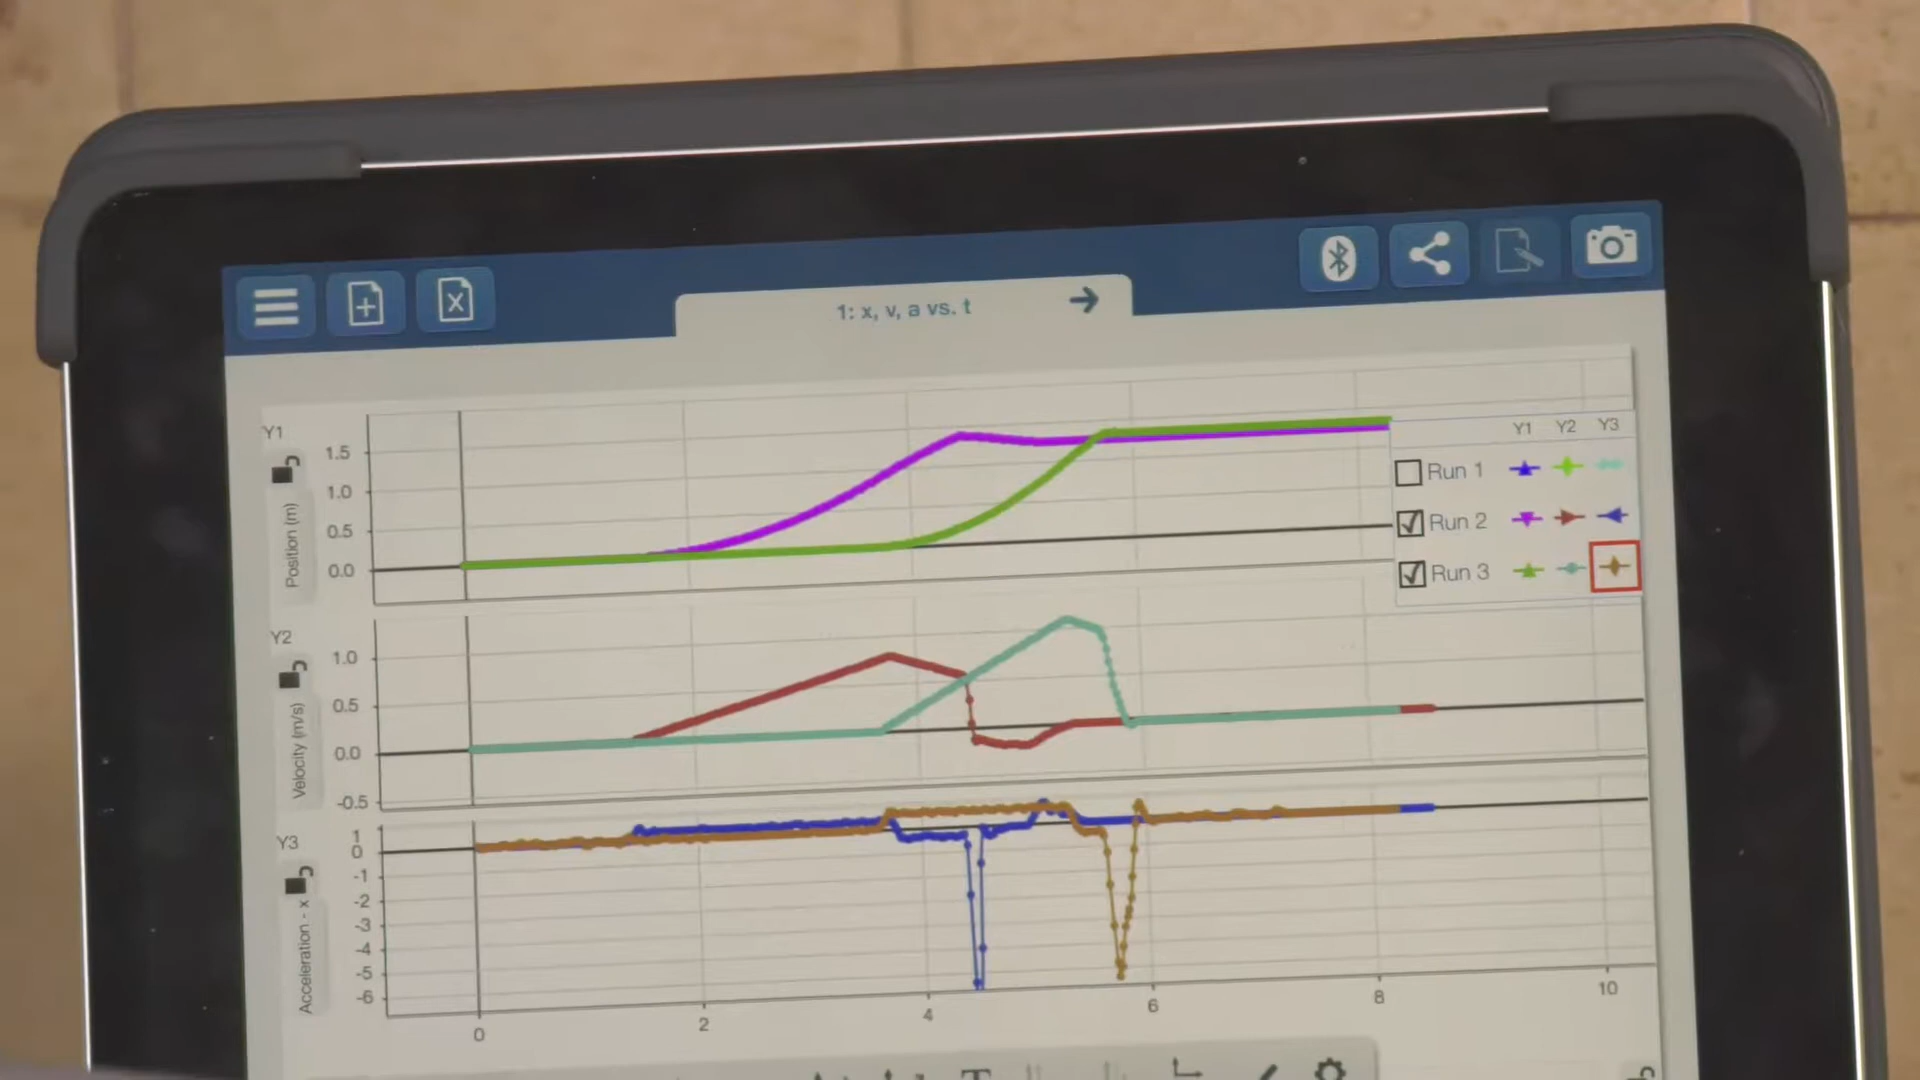 1: x, v, a vs. t
Y1
1.5
1.0
0.5
0.0
Position (m)
Y1 Y2 Y3
Run 1
Run 2
Run 3
Y2
1.0
0.5
0.0
-0.5
Velocity (m/s)
Y3
1
0
-1
-2
-3
-4
-5
-6
Acceleration - x
0 2 4 6 8 10